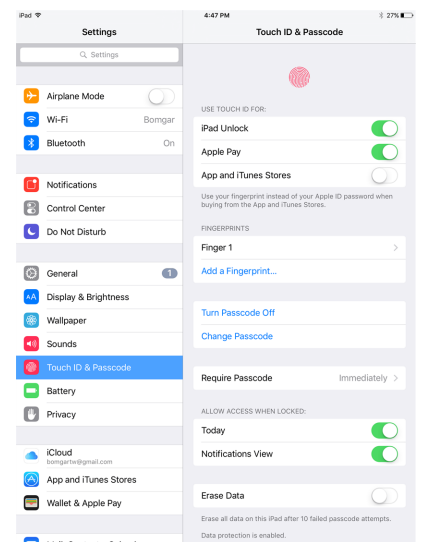 iPad
4:47 PM
27%
Settings
Touch ID & Passcode
Settings
Airplane Mode
Wi-Fi
Bomgar
Bluetooth
On
Notifications
Control Center
Do Not Disturb
General
1
AA
Display & Brightness
Wallpaper
Sounds
Touch ID & Passcode
Battery
Privacy
iCloud
bomgartw@gmail.com
App and iTunes Stores
Wallet & Apple Pay
USE TOUCH ID FOR:
iPad Unlock
Apple Pay
App and iTunes Stores
Use your fingerprint instead of your Apple ID password when
buying from the App and iTunes Stores.
FINGERPRINTS
Finger 1
Add a Fingerprint...
Turn Passcode Off
Change Passcode
Require Passcode
Immediately
ALLOW ACCESS WHEN LOCKED:
Today
Notifications View
Erase Data
Erase all data on this iPad after 10 failed passcode attempts.
Data protection is enabled.